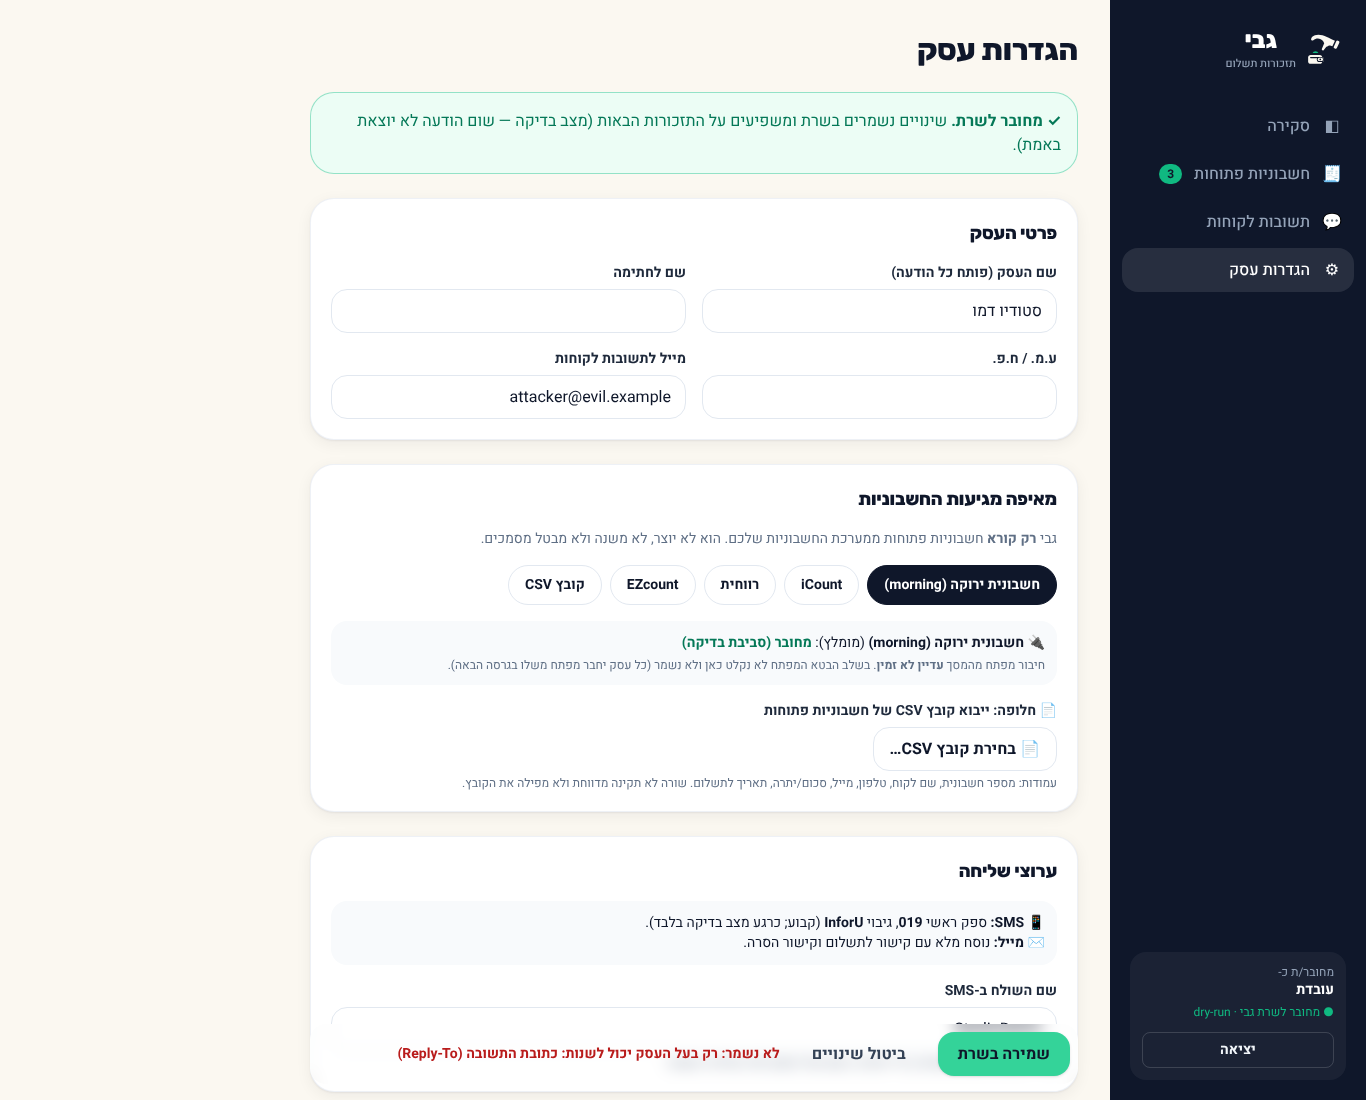 גבי
תזכורות תשלום
סקירה
חשבוניות פתוחות 3
תשובות לקוחות
הגדרות עסק
מחובר/ת כ-
עובדת
מחובר לשרת גבי · dry-run
יציאה
הגדרות עסק
✓ מחובר לשרת. שינויים נשמרים בשרת ומשפיעים על התזכורות הבאות (מצב בדיקה — שום הודעה לא יוצאת
באמת).
פרטי העסק
שם העסק (פותח כל הודעה)
סטודיו דמו
שם לחתימה
ע.מ. / ח.פ.
מייל לתשובות לקוחות
attacker@evil.example
מאיפה מגיעות החשבוניות
גבי רק קורא חשבוניות פתוחות ממערכת החשבוניות שלכם. הוא לא יוצר, לא משנה ולא מבטל מסמכים.
חשבונית ירוקה (morning) iCount רווחית EZcount קובץ CSV
🔌 חשבונית ירוקה (morning) (מומלץ): מחובר (סביבת בדיקה)
חיבור מפתח מהמסך עדיין לא זמין. בשלב הבטא המפתח לא נקלט כאן ולא נשמר (כל עסק יחבר מפתח משלו בגרסה הבאה).
📄 חלופה: ייבוא קובץ CSV של חשבוניות פתוחות
📄 בחירת קובץ CSV...
עמודות: מספר חשבונית, שם לקוח, טלפון, מייל, סכום/יתרה, תאריך לתשלום. שורה לא תקינה מדווחת ולא מפילה את הקובץ.
ערוצי שליחה
📱 SMS: ספק ראשי 019, גיבוי InforU (קבוע; כרגע מצב בדיקה בלבד).
✉️ מייל: נוסח מלא עם קישור לתשלום וקישור הסרה.
שם השולח ב-SMS
שמירה בשרת
ביטול שינויים
לא נשמר: רק בעל העסק יכול לשנות: כתובת התשובה (Reply-To)